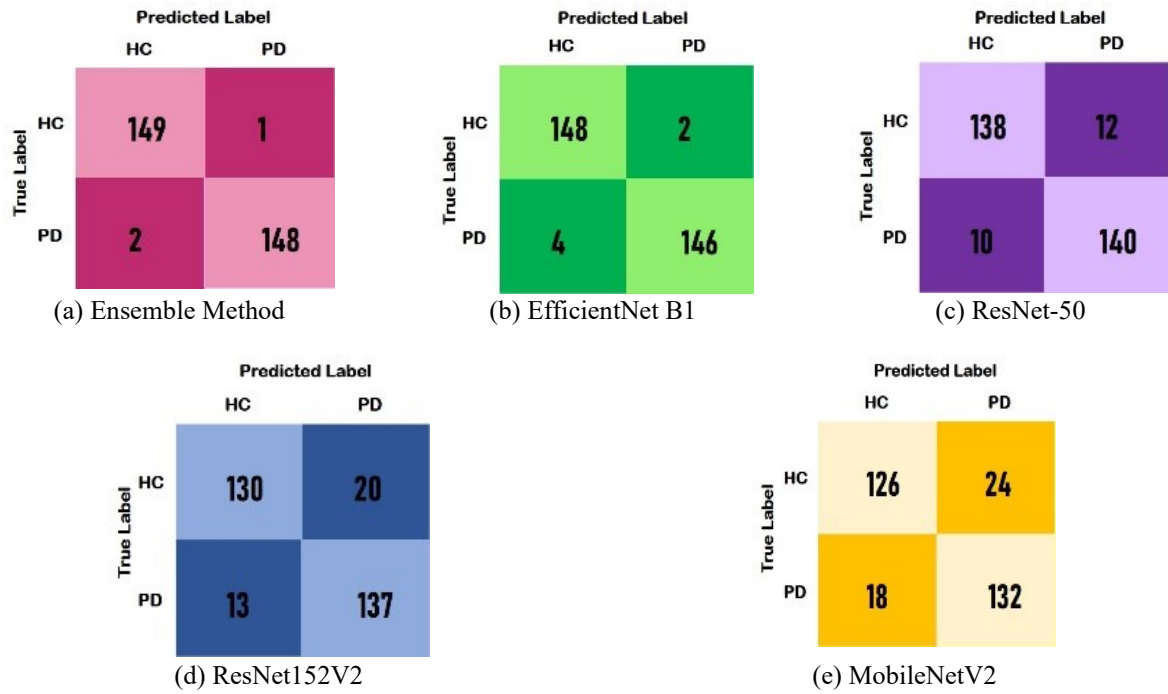 Predicted Label
HC PD
True Label
HC 149 1
PD 2 148
(a) Ensemble Method
Predicted Label
HC PD
True Label
HC 148 2
PD 4 146
(b) EfficientNet B1
Predicted Label
HC PD
True Label
HC 138 12
PD 10 140
(c) ResNet-50
Predicted Label
HC PD
True Label
HC 130 20
PD 13 137
(d) ResNet152V2
Predicted Label
HC PD
True Label
HC 126 24
PD 18 132
(e) MobileNetV2